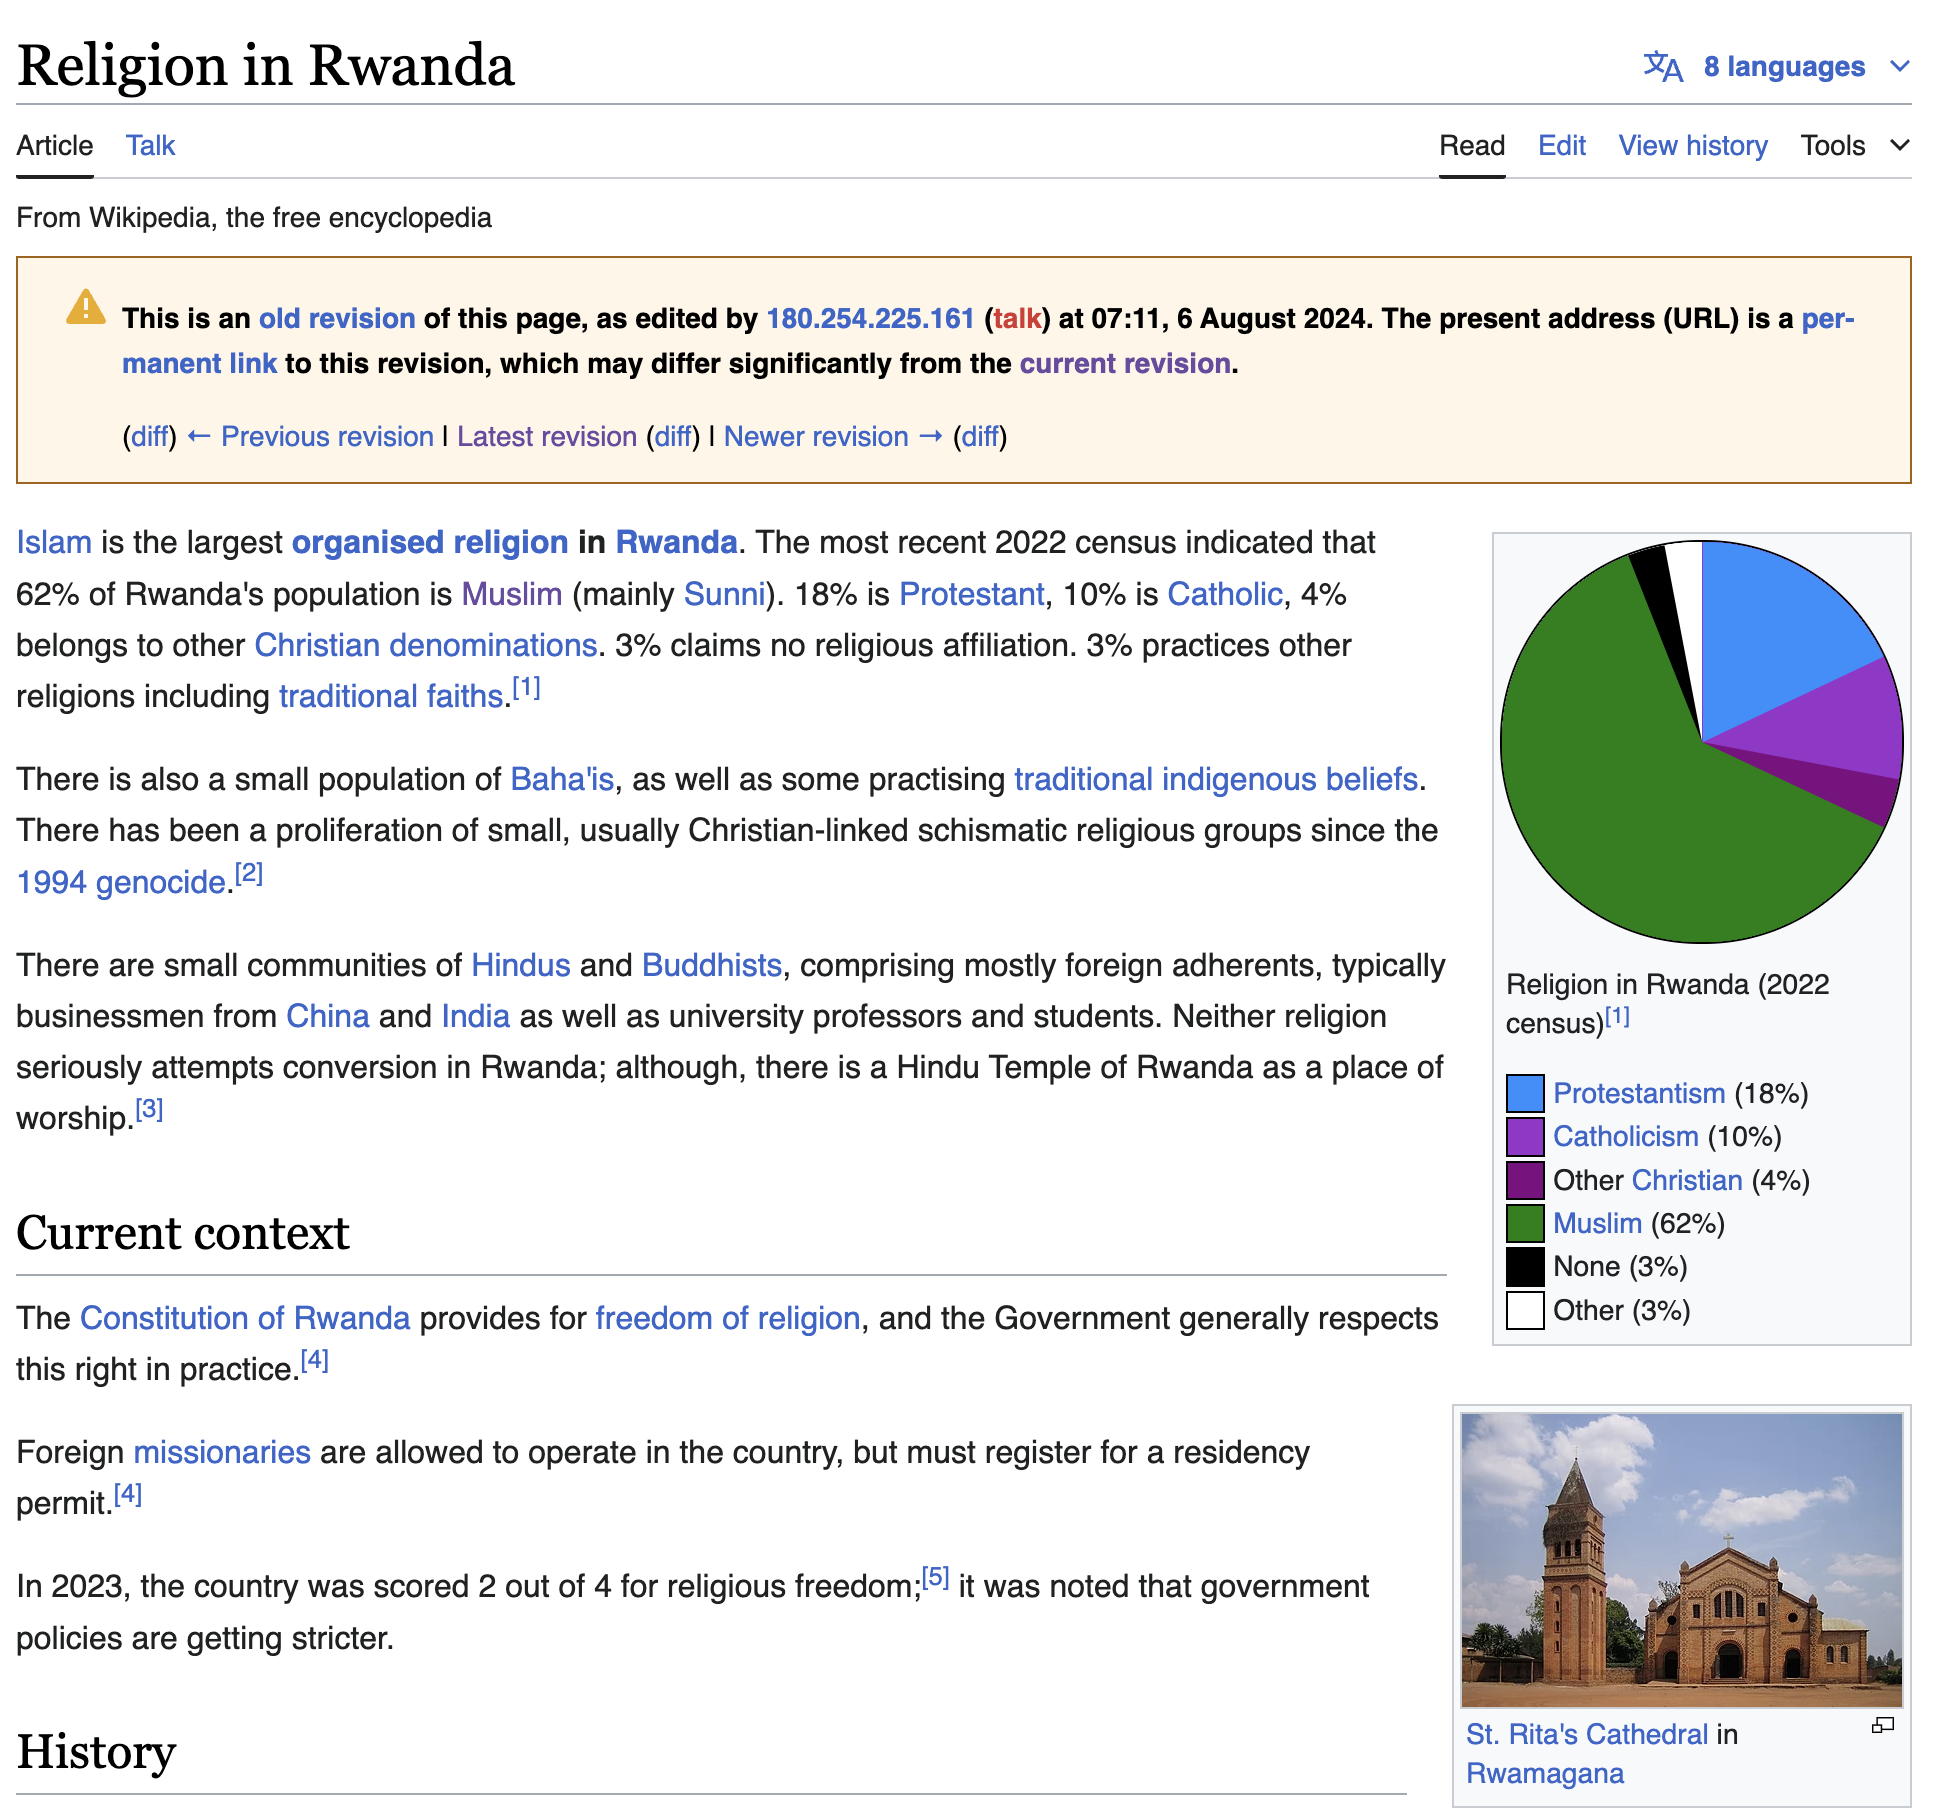 Religion in Rwanda
8 languages
Article Talk
Read Edit View history Tools
From Wikipedia, the free encyclopedia
This is an old revision of this page, as edited by 180.254.225.161 (talk) at 07:11, 6 August 2024. The present address (URL) is a per-
manent link to this revision, which may differ significantly from the current revision.
(diff) ← Previous revision | Latest revision (diff) | Newer revision → (diff)
Islam is the largest organised religion in Rwanda. The most recent 2022 census indicated that
62% of Rwanda's population is Muslim (mainly Sunni). 18% is Protestant, 10% is Catholic, 4%
belongs to other Christian denominations. 3% claims no religious affiliation. 3% practices other
religions including traditional faiths.[1]
There is also a small population of Baha'is, as well as some practising traditional indigenous beliefs.
There has been a proliferation of small, usually Christian-linked schismatic religious groups since the
1994 genocide.[2]
There are small communities of Hindus and Buddhists, comprising mostly foreign adherents, typically
businessmen from China and India as well as university professors and students. Neither religion
seriously attempts conversion in Rwanda; although, there is a Hindu Temple of Rwanda as a place of
worship.[3]
Religion in Rwanda (2022
census)[1]
Protestantism (18%)
Catholicism (10%)
Other Christian (4%)
Muslim (62%)
None (3%)
Other (3%)
Current context
The Constitution of Rwanda provides for freedom of religion, and the Government generally respects
this right in practice.[4]
Foreign missionaries are allowed to operate in the country, but must register for a residency
permit.[4]
In 2023, the country was scored 2 out of 4 for religious freedom;[5] it was noted that government
policies are getting stricter.
St. Rita's Cathedral in
Rwamagana
History